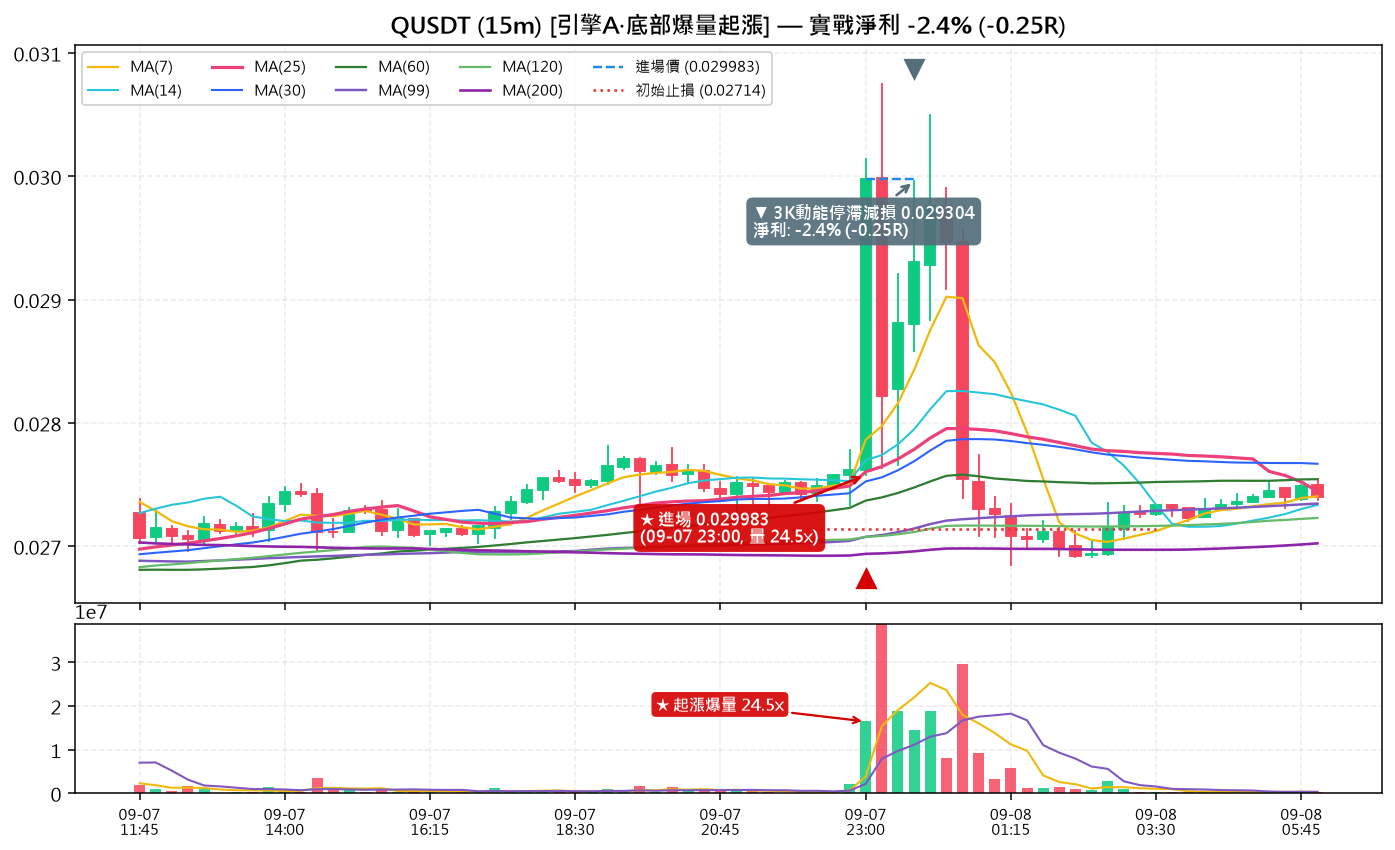 QUSDT (15m) [引擎A·底部爆量起漲] — 實戰淨利 -2.4% (-0.25R)
0.031
0.030
0.029
0.028
0.027
MA(7)
MA(14)
MA(25)
MA(30)
MA(60)
MA(99)
MA(120)
MA(200)
進場價 (0.029983)
初始止損 (0.02714)
▼ 3K動能停滯減損 0.029304
淨利: -2.4% (-0.25R)
★ 進場 0.029983
(09-07 23:00, 量 24.5x)
1e7
3
2
1
0
★ 起漲爆量 24.5x
09-07
11:45
09-07
14:00
09-07
16:15
09-07
18:30
09-07
20:45
09-07
23:00
09-08
01:15
09-08
03:30
09-08
05:45